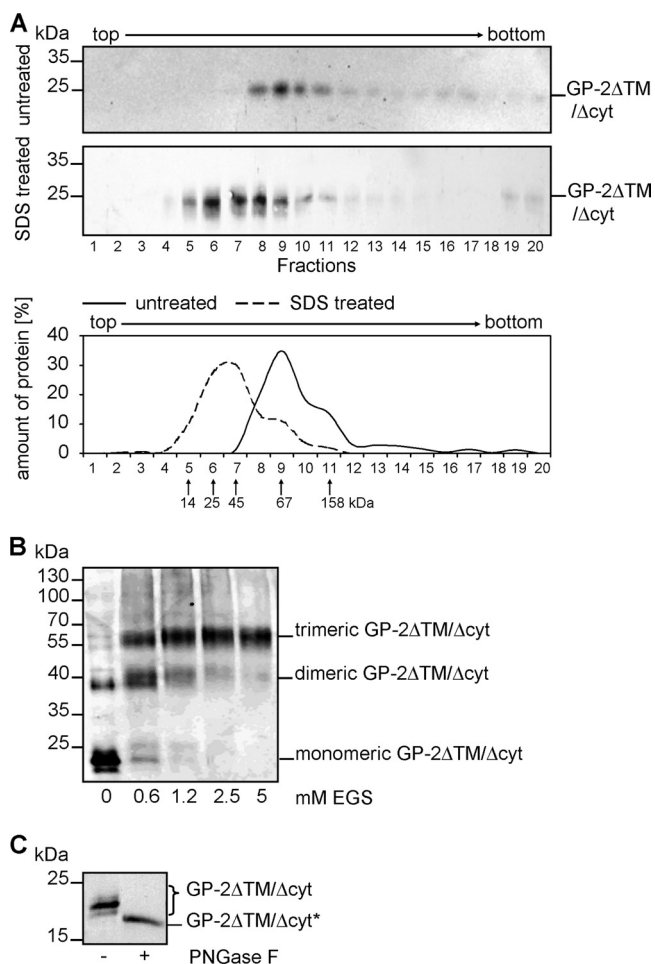 A
kDa
top bottom
untreated
35
25
GP-2ΔTM
/Δcyt
SDS treated
35
25
GP-2ΔTM
/Δcyt
1 2 3 4 5 6 7 8 9 10 11 12 13 14 15 16 17 18 19 20
Fractions
untreated SDS treated
top bottom
amount of protein [%]
40
30
20
10
0
1 2 3 4 5 6 7 8 9 10 11 12 13 14 15 16 17 18 19 20
14 25 45 67 158 kDa
B
kDa
130
100
70
55
40
35
25
trimeric GP-2ΔTM/Δcyt
dimeric GP-2ΔTM/Δcyt
monomeric GP-2ΔTM/Δcyt
0 0.6 1.2 2.5 5 mM EGS
C
kDa
25
15
GP-2ΔTM/Δcyt
GP-2ΔTM/Δcyt*
- + PNGase F